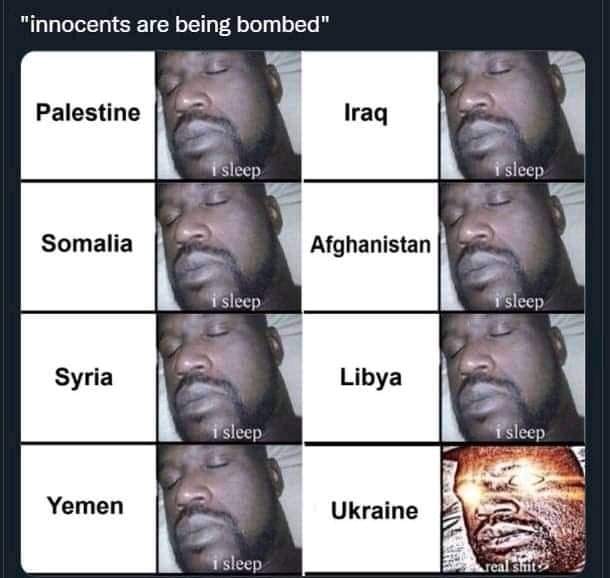 "innocents are being bombed"
Palestine
i sleep
Iraq
i sleep
Somalia
i sleep
Afghanistan
i sleep
Syria
i sleep
Libya
i sleep
Yemen
i sleep
Ukraine
real shit